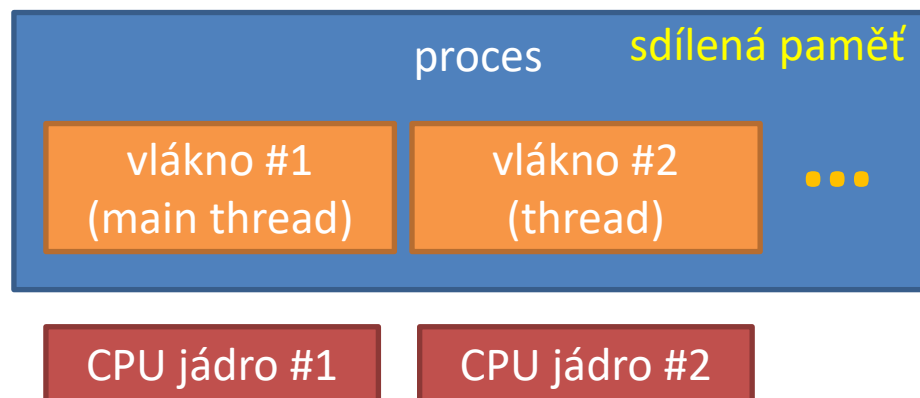 proces
sdílená paměť
vlákno #1
(main thread)
vlákno #2
(thread)
...
CPU jádro #1
CPU jádro #2